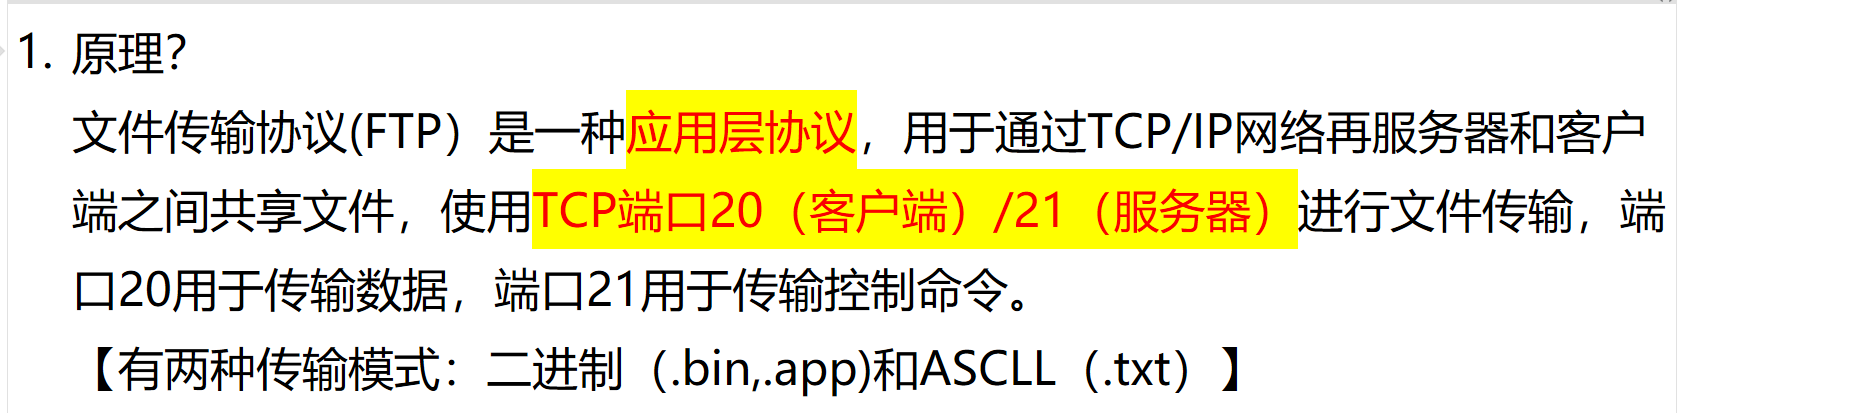 1. 原理？
文件传输协议(FTP）是一种应用层协议，用于通过TCP/IP网络再服务器和客户
端之间共享文件，使用TCP端口20（客户端）/21（服务器）进行文件传输，端
口20用于传输数据，端口21用于传输控制命令。
【有两种传输模式：二进制（.bin,.app)和ASCLL（.txt）】